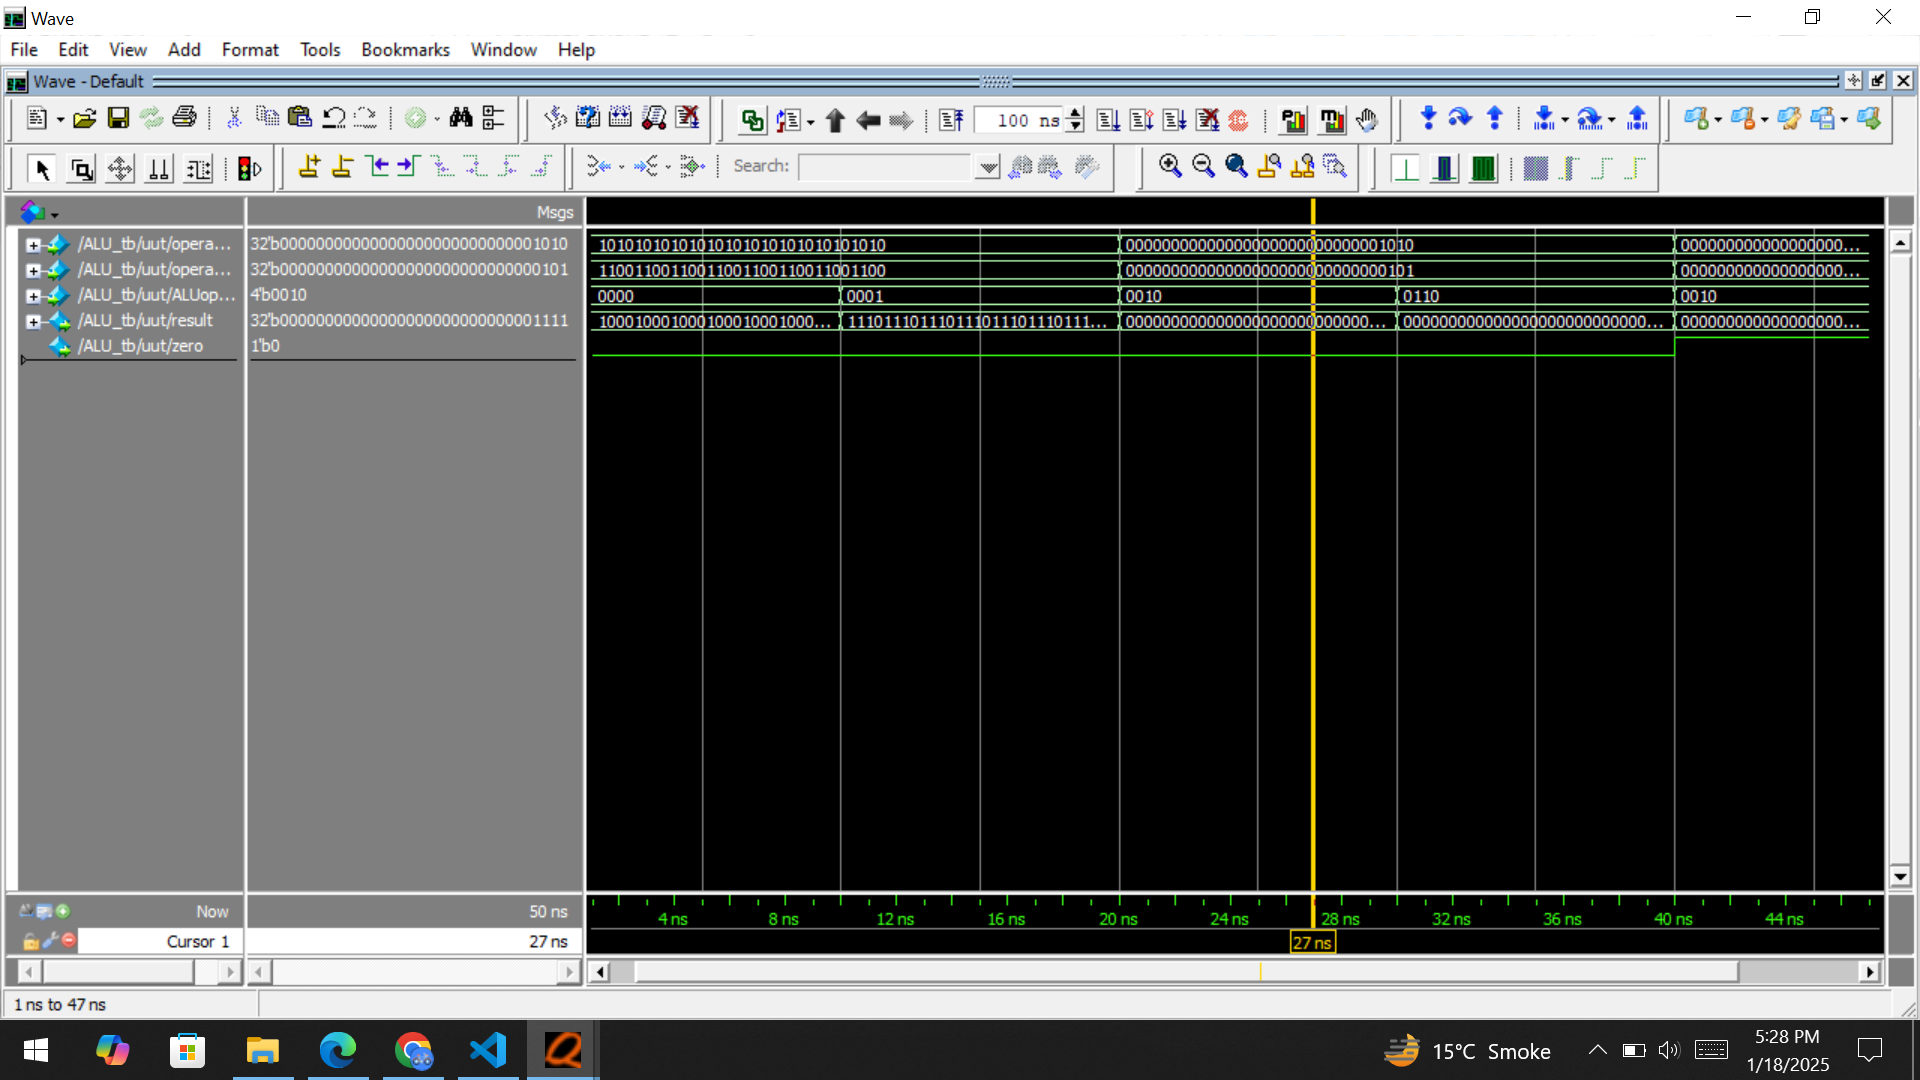 Wave
File Edit View Add Format Tools Bookmarks Window Help
Wave - Default
100 ns
Search:
Msgs
/ALU_tb/uut/opera... 32'b00000000000000000000000000001010 10101010101010101010101010101010 00000000000000000000000000001010 000000000000000000...
/ALU_tb/uut/opera... 32'b00000000000000000000000000000101 11001100110011001100110011001100 00000000000000000000000000000101 000000000000000000...
/ALU_tb/uut/ALUop... 4'b0010 0000 0001 0010 0110 0010
/ALU_tb/uut/result 32'b00000000000000000000000000001111 1000100010001000100010001000... 11101110111011101110111011101110111... 000000000000000000000000000... 000000000000000000000000000... 000000000000000000...
/ALU_tb/uut/zero 1'b0
Now 50 ns
4 ns 8 ns 12 ns 16 ns 20 ns 24 ns 28 ns 32 ns 36 ns 40 ns 44 ns
Cursor 1 27 ns 27 ns
1 ns to 47 ns
15°C Smoke
5:28 PM
1/18/2025